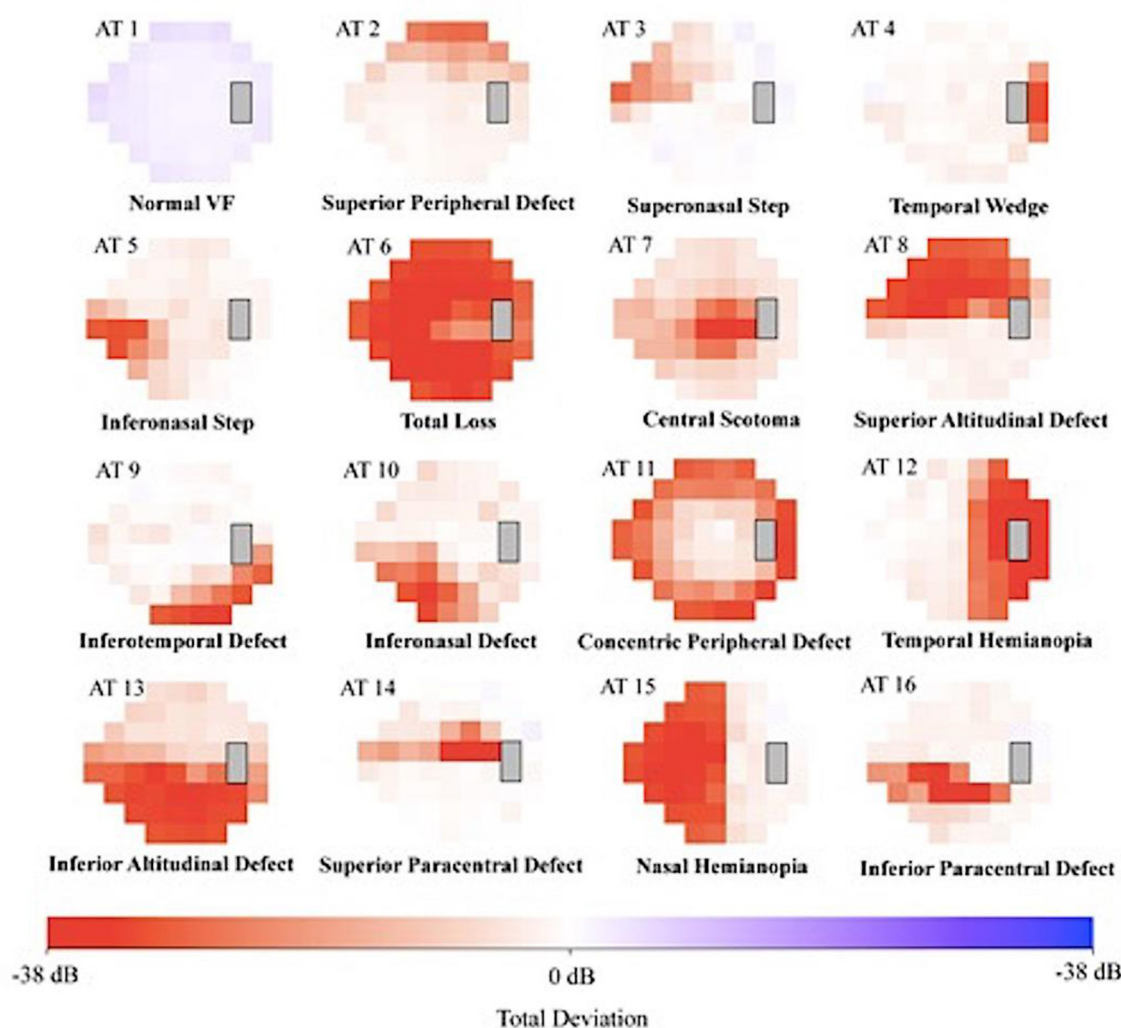 AT 1 AT 2 AT 3 AT 4
Normal VF Superior Peripheral Defect Superonasal Step Temporal Wedge
AT 5 AT 6 AT 7 AT 8
Inferonasal Step Total Loss Central Scotoma Superior Altitudinal Defect
AT 9 AT 10 AT 11 AT 12
Inferotemporal Defect Inferonasal Defect Concentric Peripheral Defect Temporal Hemianopia
AT 13 AT 14 AT 15 AT 16
Inferior Altitudinal Defect Superior Paracentral Defect Nasal Hemianopia Inferior Paracentral Defect
-38 dB 0 dB -38 dB
Total Deviation